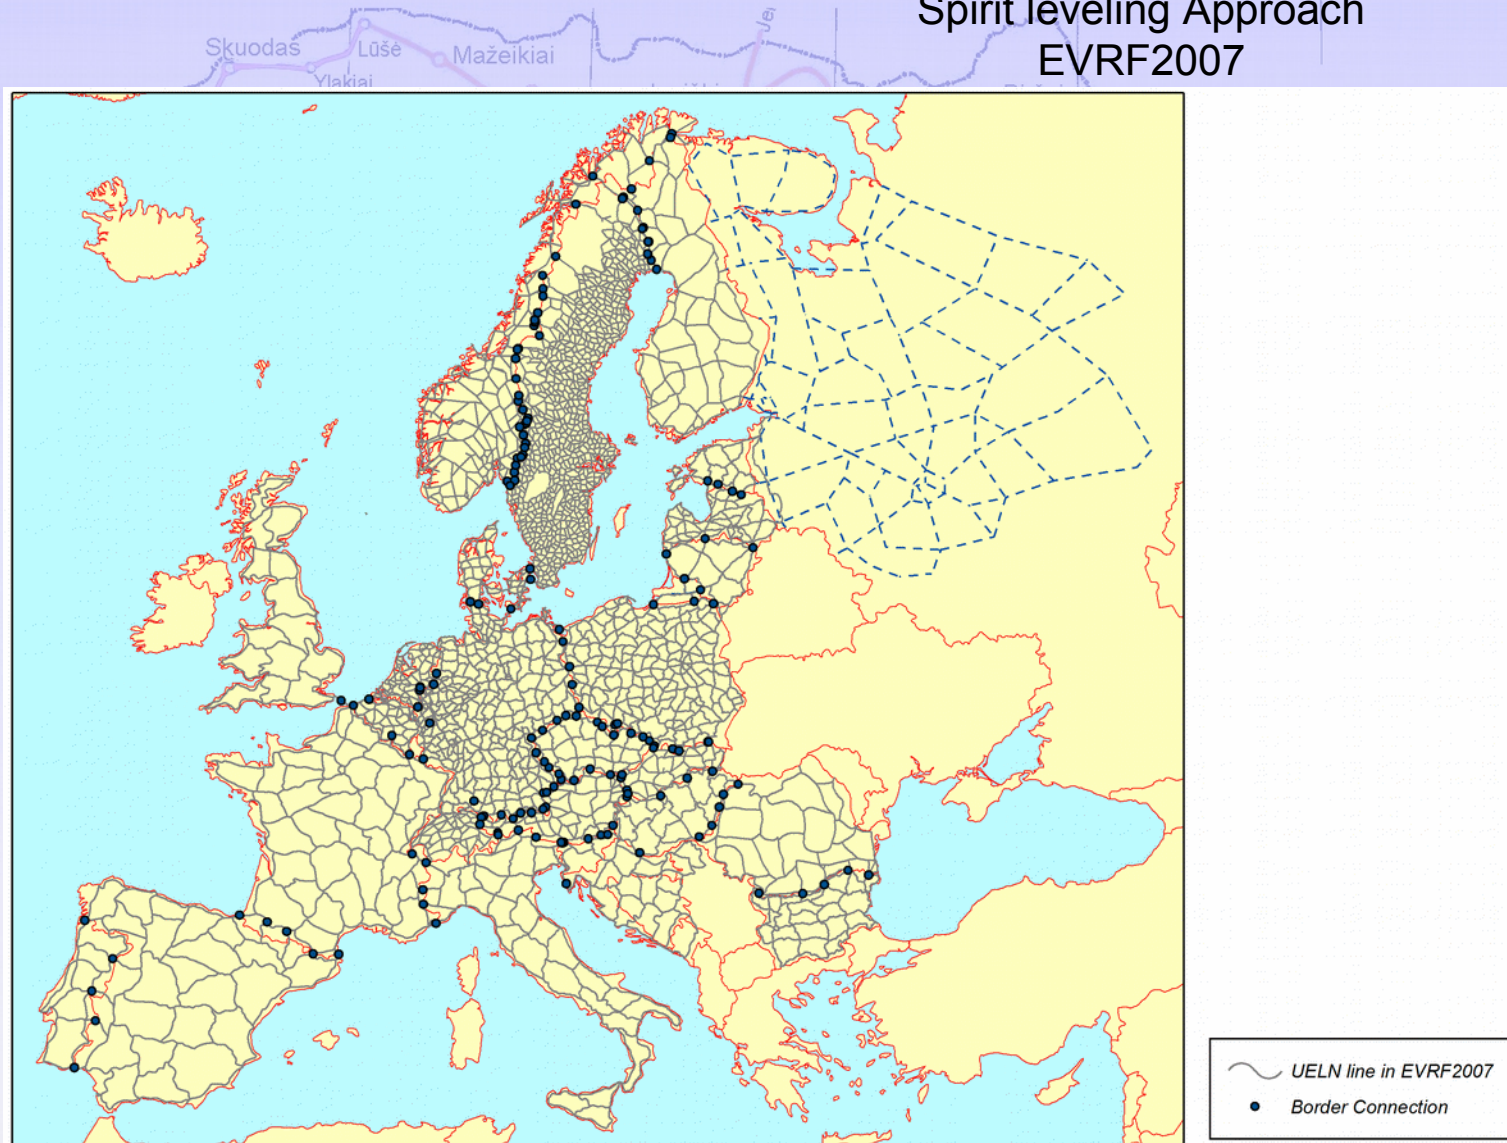 Spirit leveling Approach
EVRF2007
Skuodas
Lūšė
Mažeikiai
Ylakiai
UELN line in EVRF2007
Border Connection